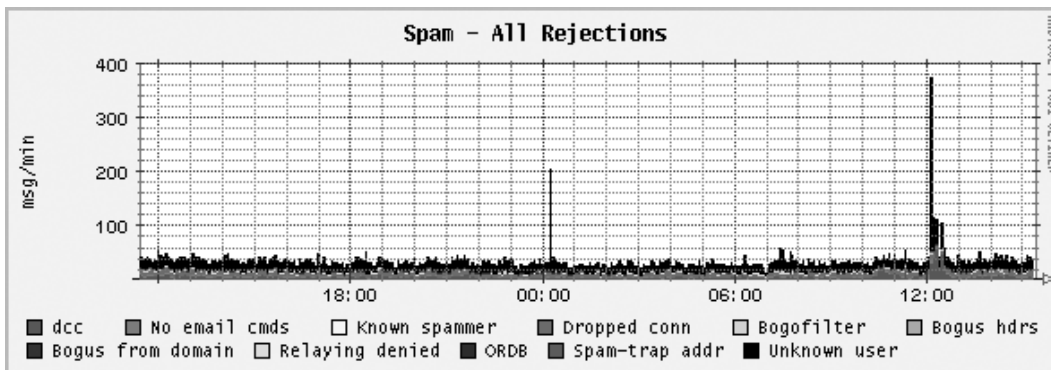 Spam - All Rejections
400
300
200
100
msg/min
18:00 00:00 06:00 12:00
dcc No email cmds Known spammer Dropped conn Bogofilter Bogus hdrs
Bogus from domain Relaying denied ORDB Spam-trap addr Unknown user